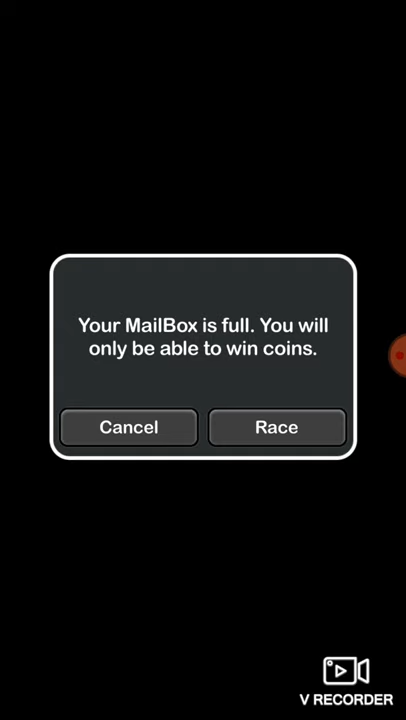 Your MailBox is full. You will
only be able to win coins.
Cancel
Race
V RECORDER